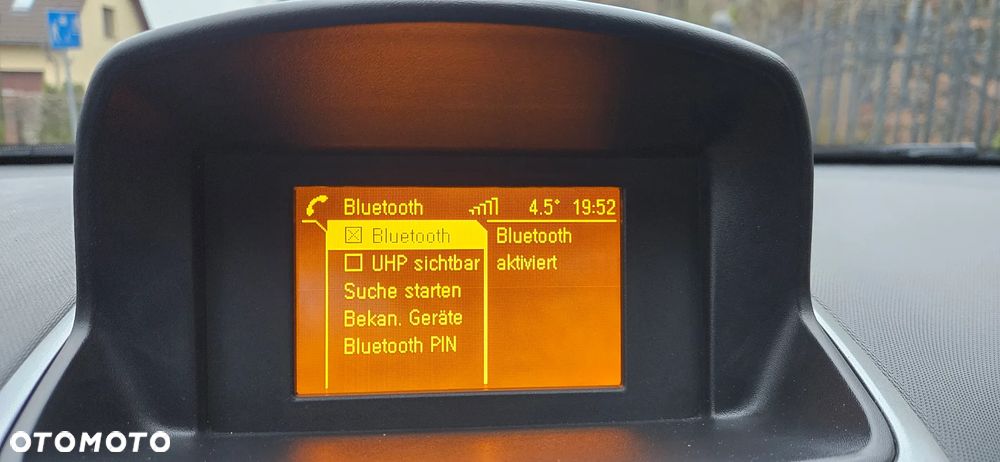 Bluetooth 4.5° 19:52
Bluetooth
UHP sichtbar
Suche starten
Bekan. Geräte
Bluetooth PIN
Bluetooth
aktiviert
OTOMOTO